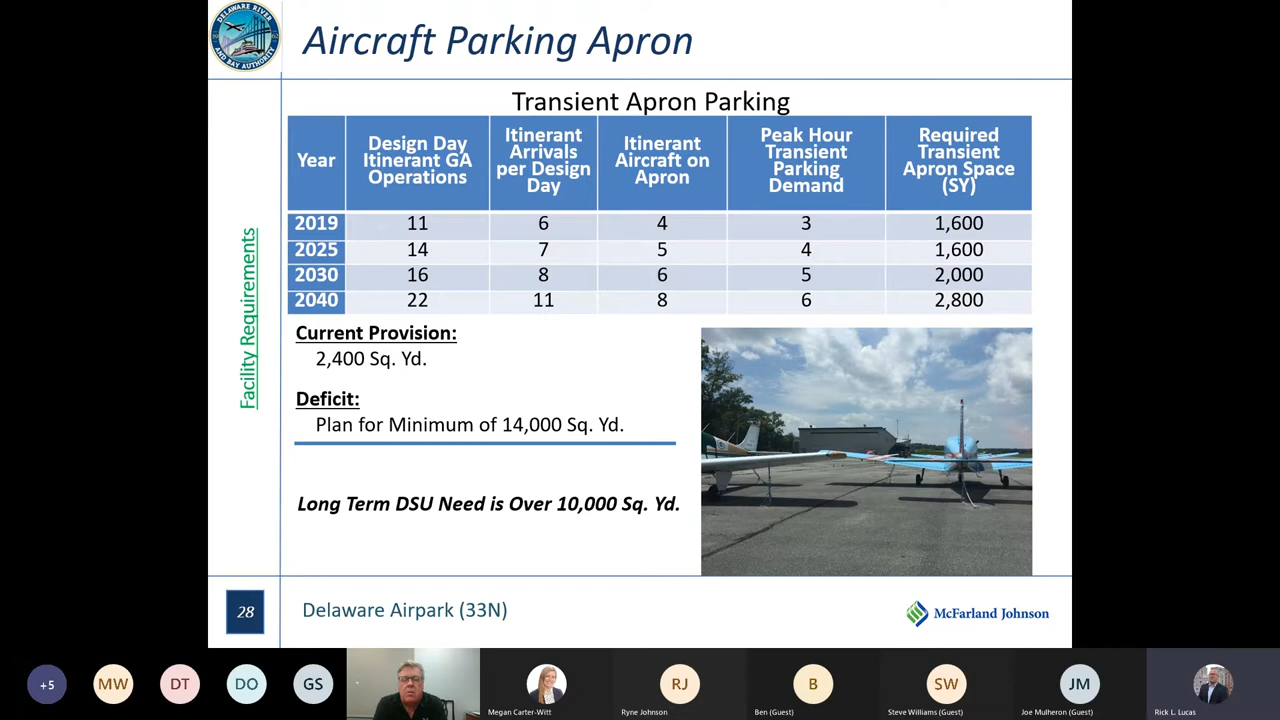 DELAWARE RIVER
1962
AND BAY AUTHORITY
Aircraft Parking Apron
Facility Requirements
Transient Apron Parking
Year
Design Day
Itinerant GA
Operations
Itinerant
Arrivals
per Design
Day
Itinerant
Aircraft on
Apron
Peak Hour
Transient
Parking
Demand
Required
Transient
Apron Space
(SY)
2019 11 6 4 3 1,600
2025 14 7 5 4 1,600
2030 16 8 6 5 2,000
2040 22 11 8 6 2,800
Current Provision:
2,400 Sq. Yd.
Deficit:
Plan for Minimum of 14,000 Sq. Yd.
Long Term DSU Need is Over 10,000 Sq. Yd.
28
Delaware Airpark (33N)
McFarland Johnson
+5
MW
DT
DO
GS
RJ
B
SW
JM
Megan Carter-Witt
Ryne Johnson
Ben (Guest)
Steve Williams (Guest)
Joe Mulheron (Guest)
Rick L. Lucas